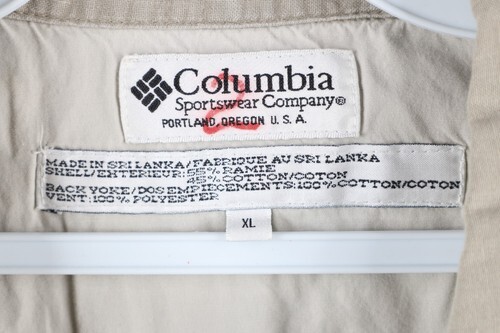 Columbia
Sportswear Company®
PORTLAND, OREGON U.S.A.
2
MADE IN SRI LANKA/FABRIQUE AU SRI LANKA
SHELL/EXTERIEUR: 55% RAMIE
45% COTTON/COTON
BACK YOKE/DOS EMPIECEMENTS: 100% COTTON/COTON
VENT: 100% POLYESTER
XL